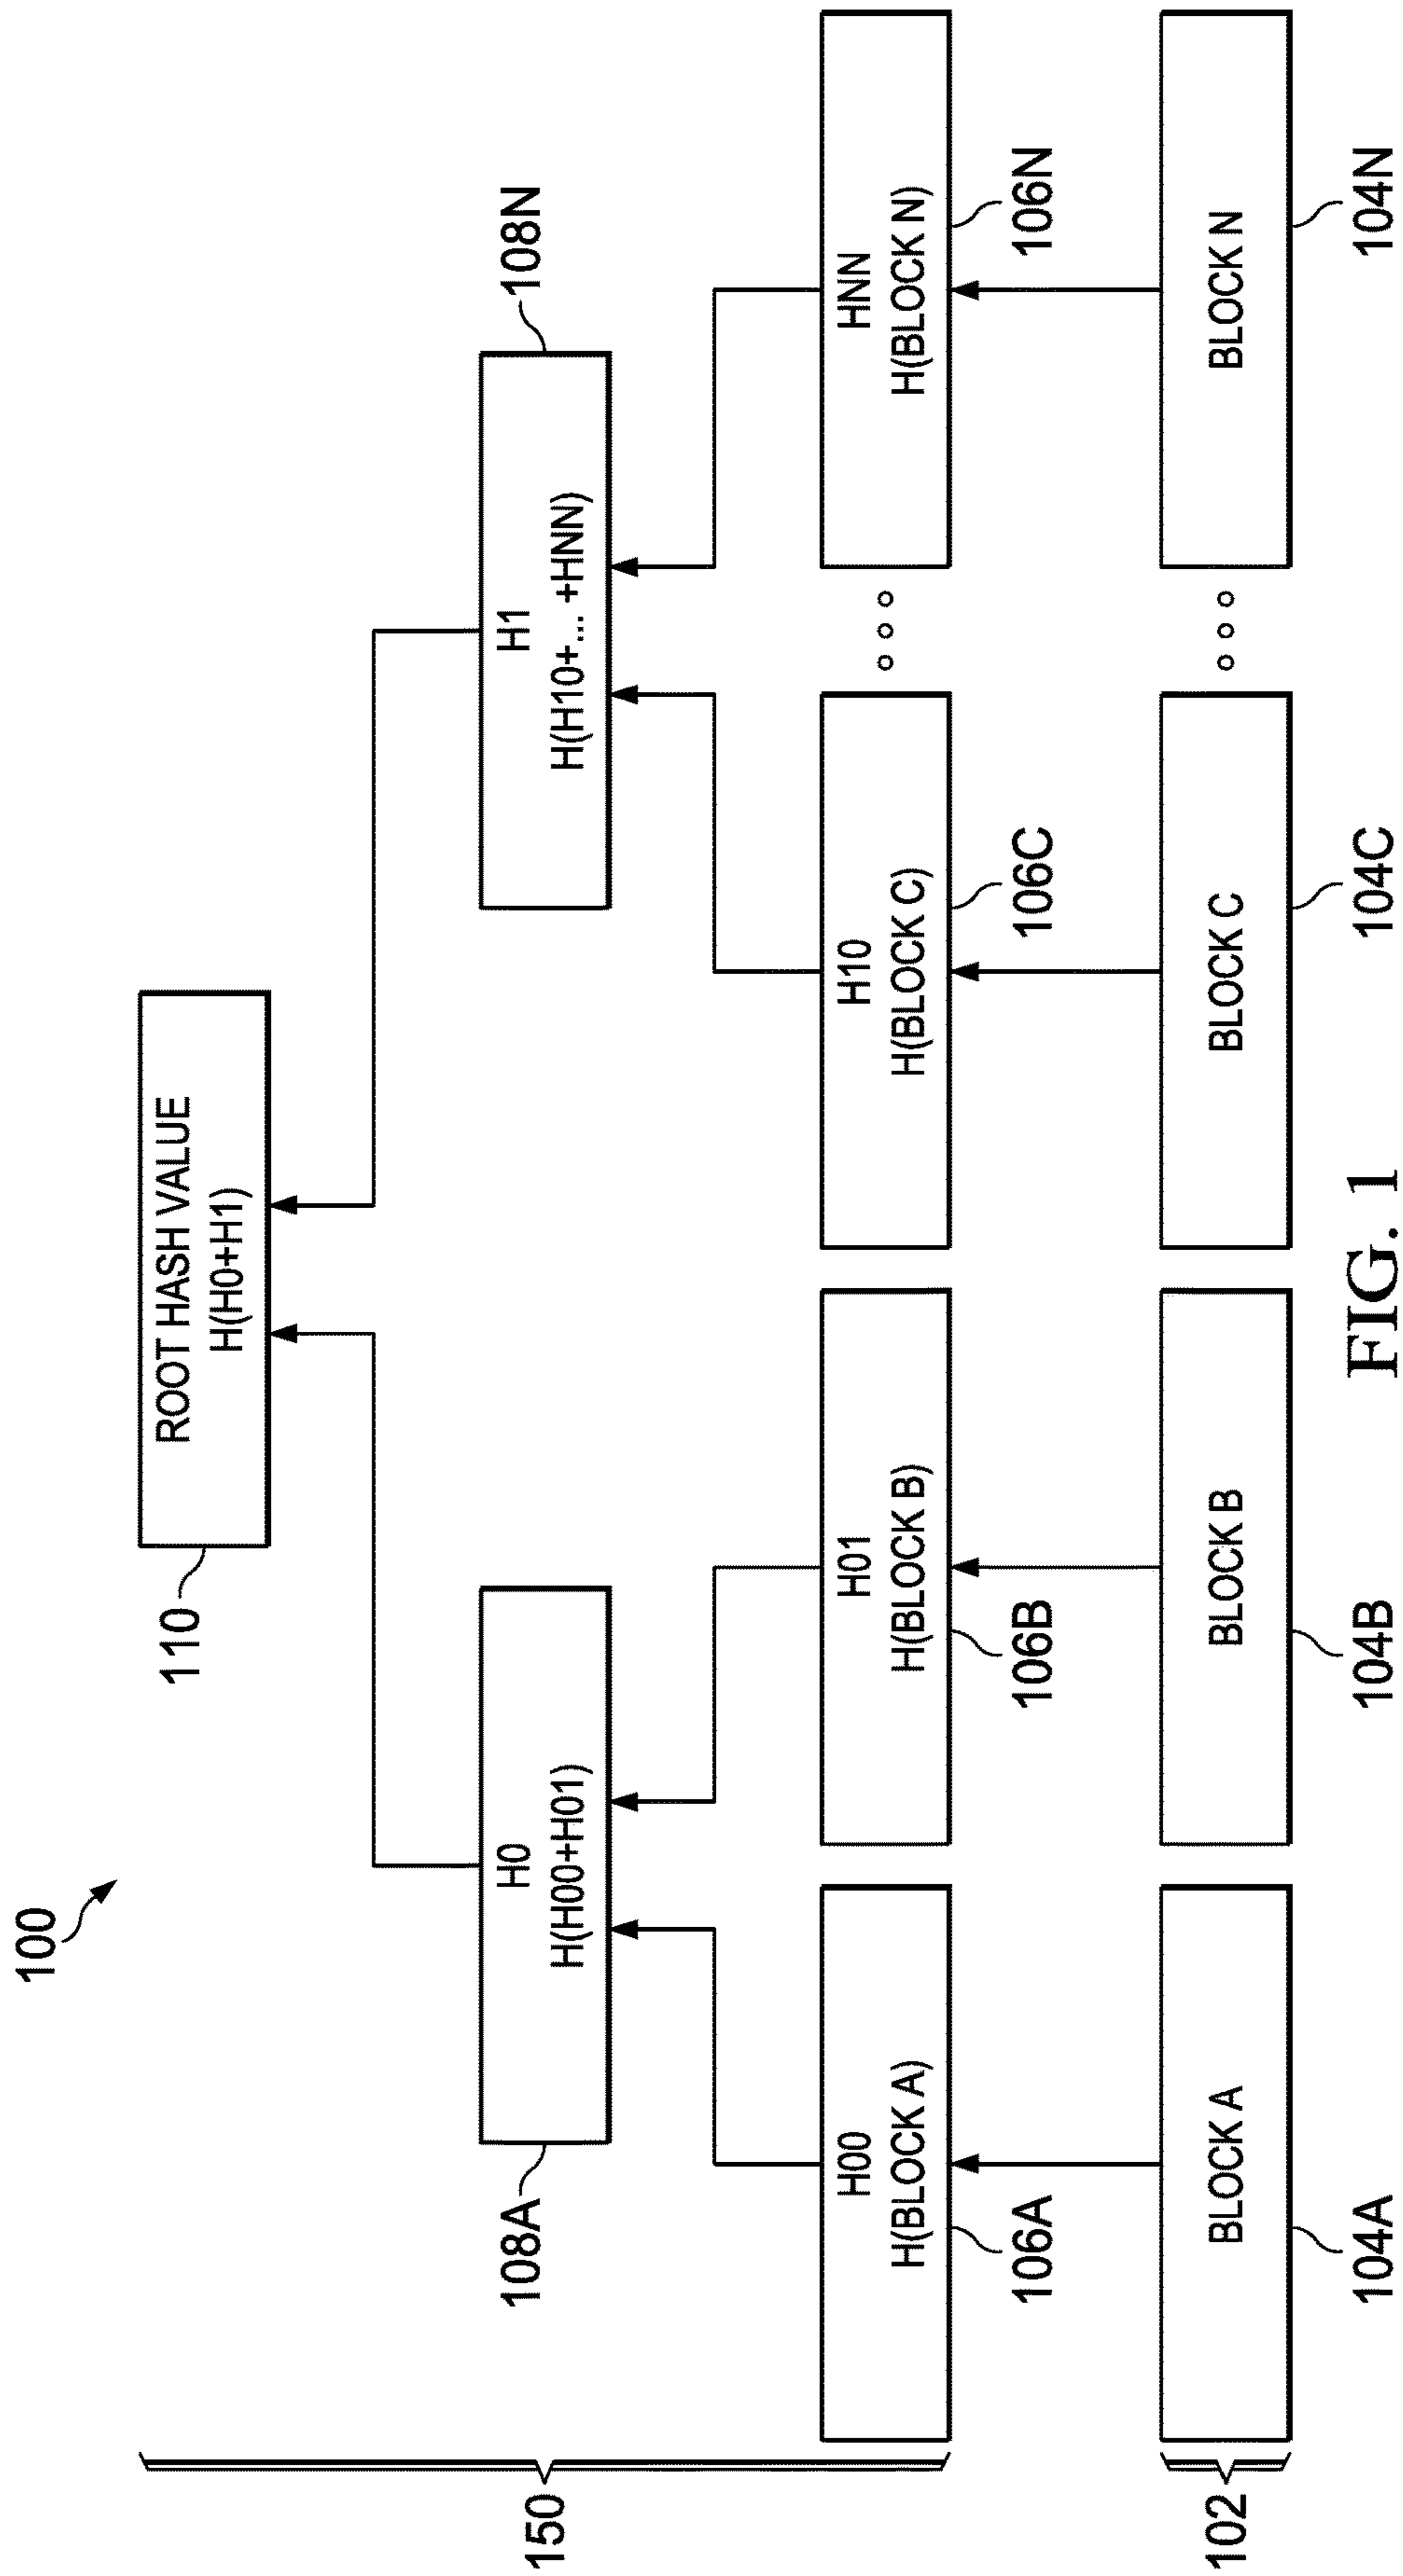 100
110
ROOT HASH VALUE
H(H0+H1)
108A
H0
H(H00+H01)
H1
H(H10+... +HNN)
108N
150
H00
H(BLOCK A)
H01
H(BLOCK B)
H10
H(BLOCK C)
HNN
H(BLOCK N)
106A
106B
106C
106N
102
BLOCK A
BLOCK B
BLOCK C
BLOCK N
104A
104B
104C
104N
FIG. 1